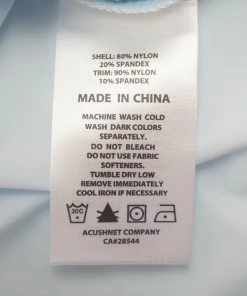 SHELL: 80% NYLON
20% SPANDEX
TRIM: 90% NYLON
10% SPANDEX
MADE IN CHINA
MACHINE WASH COLD
WASH DARK COLORS
SEPARATELY.
DO NOT BLEACH
DO NOT USE FABRIC
SOFTENERS.
TUMBLE DRY LOW
REMOVE IMMEDIATELY
COOL IRON IF NECESSARY
30C
ACUSHNET COMPANY
CA#28544